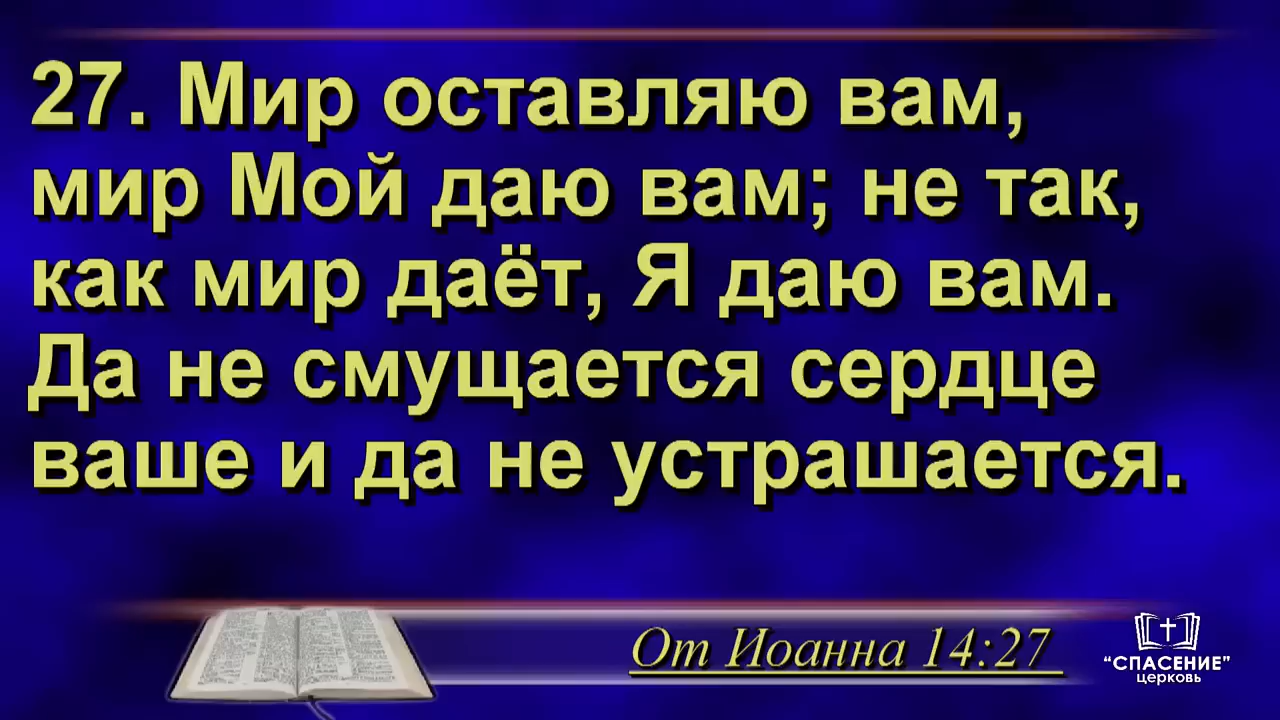 27. Мир оставляю вам,
мир Мой даю вам; не так,
как мир даёт, Я даю вам.
Да не смущается сердце
ваше и да не устрашается.
От Иоанна 14:27
“СПАСЕНИЕ”
церковь